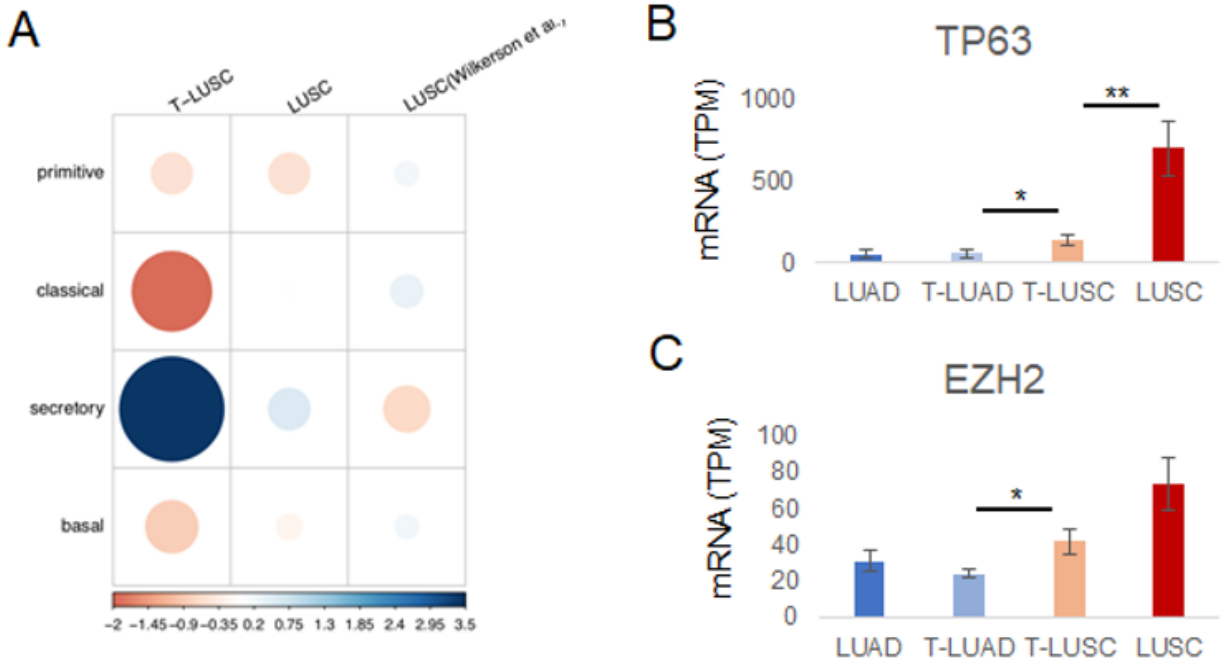 A
T-LUSC LUSC LUSC(Wilkerson et al.,
primitive
classical
secretory
basal
-2 -1.45 -0.9 -0.35 0.2 0.75 1.3 1.85 2.4 2.95 3.5
B
TP63
mRNA (TPM)
1000
500
0
*
**
LUAD T-LUAD T-LUSC LUSC
C
EZH2
mRNA (TPM)
100
80
60
40
20
0
*
LUAD T-LUAD T-LUSC LUSC